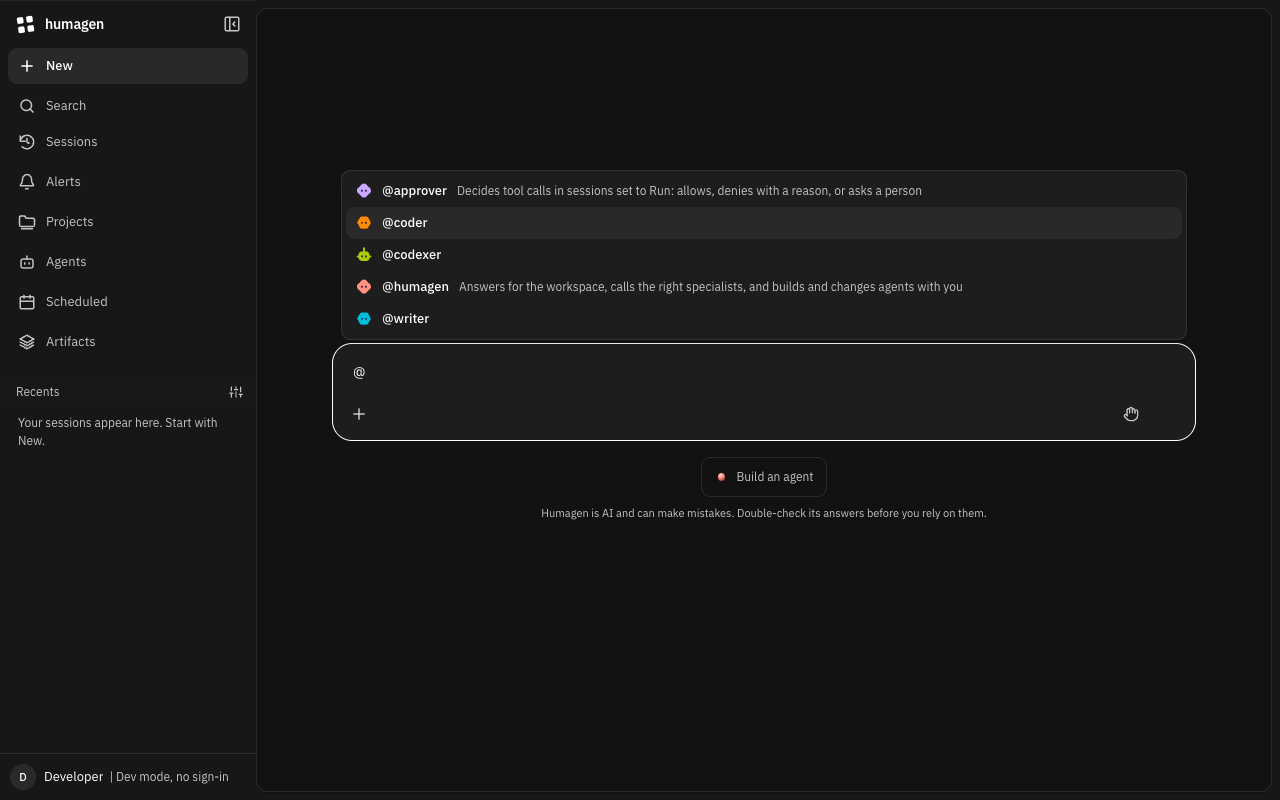 humagen
New
Search
Sessions
Alerts
Projects
Agents
Scheduled
Artifacts
Recents
Your sessions appear here. Start with
New.
D
Developer | Dev mode, no sign-in
@approver Decides tool calls in sessions set to Run: allows, denies with a reason, or asks a person
@coder
@codexer
@humagen Answers for the workspace, calls the right specialists, and builds and changes agents with you
@writer
@
Build an agent
Humagen is AI and can make mistakes. Double-check its answers before you rely on them.